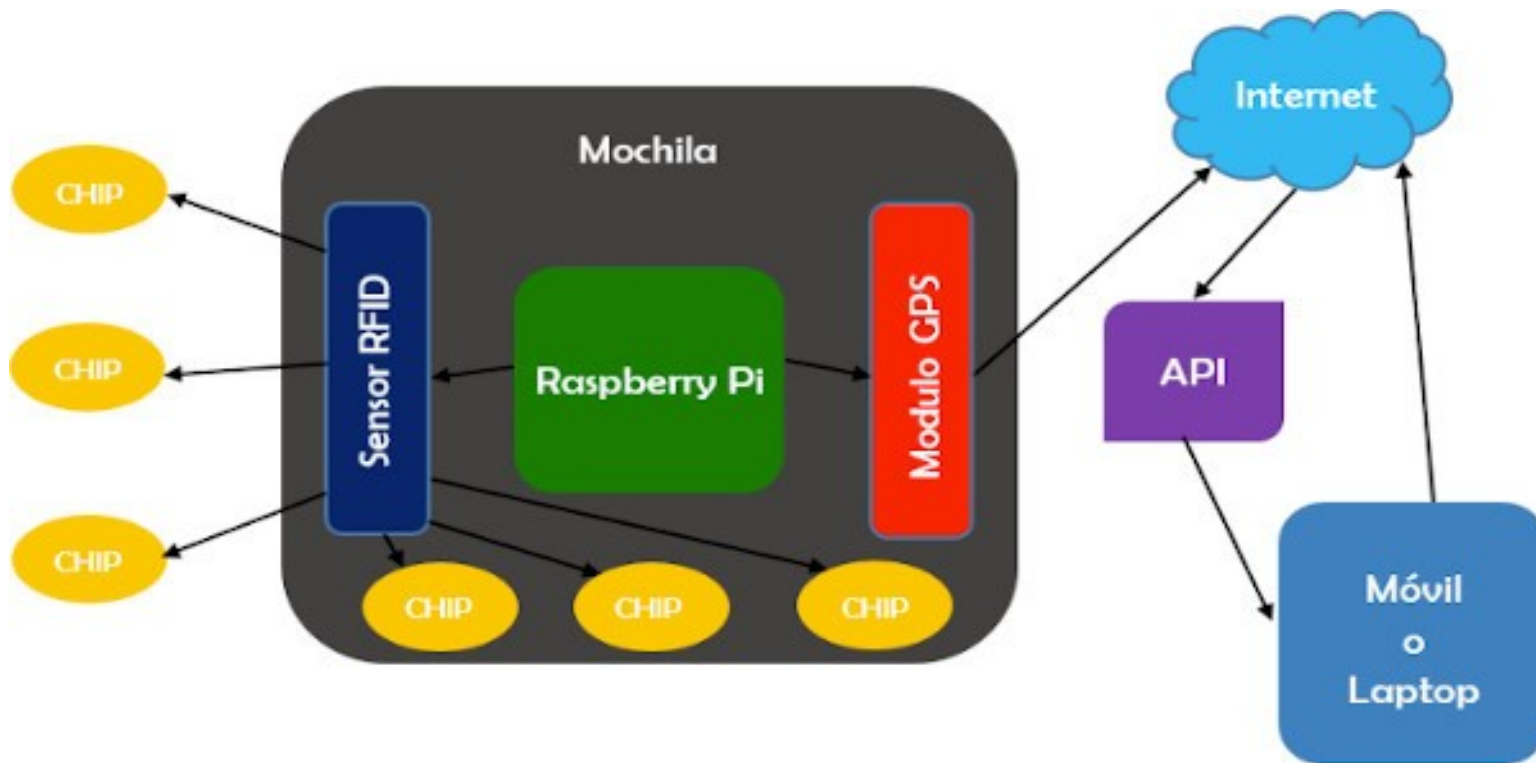 Mochila
Internet
CHIP
CHIP
CHIP
Sensor RFID
Raspberry Pi
Modulo GPS
CHIP
CHIP
CHIP
API
Móvil
o
Laptop